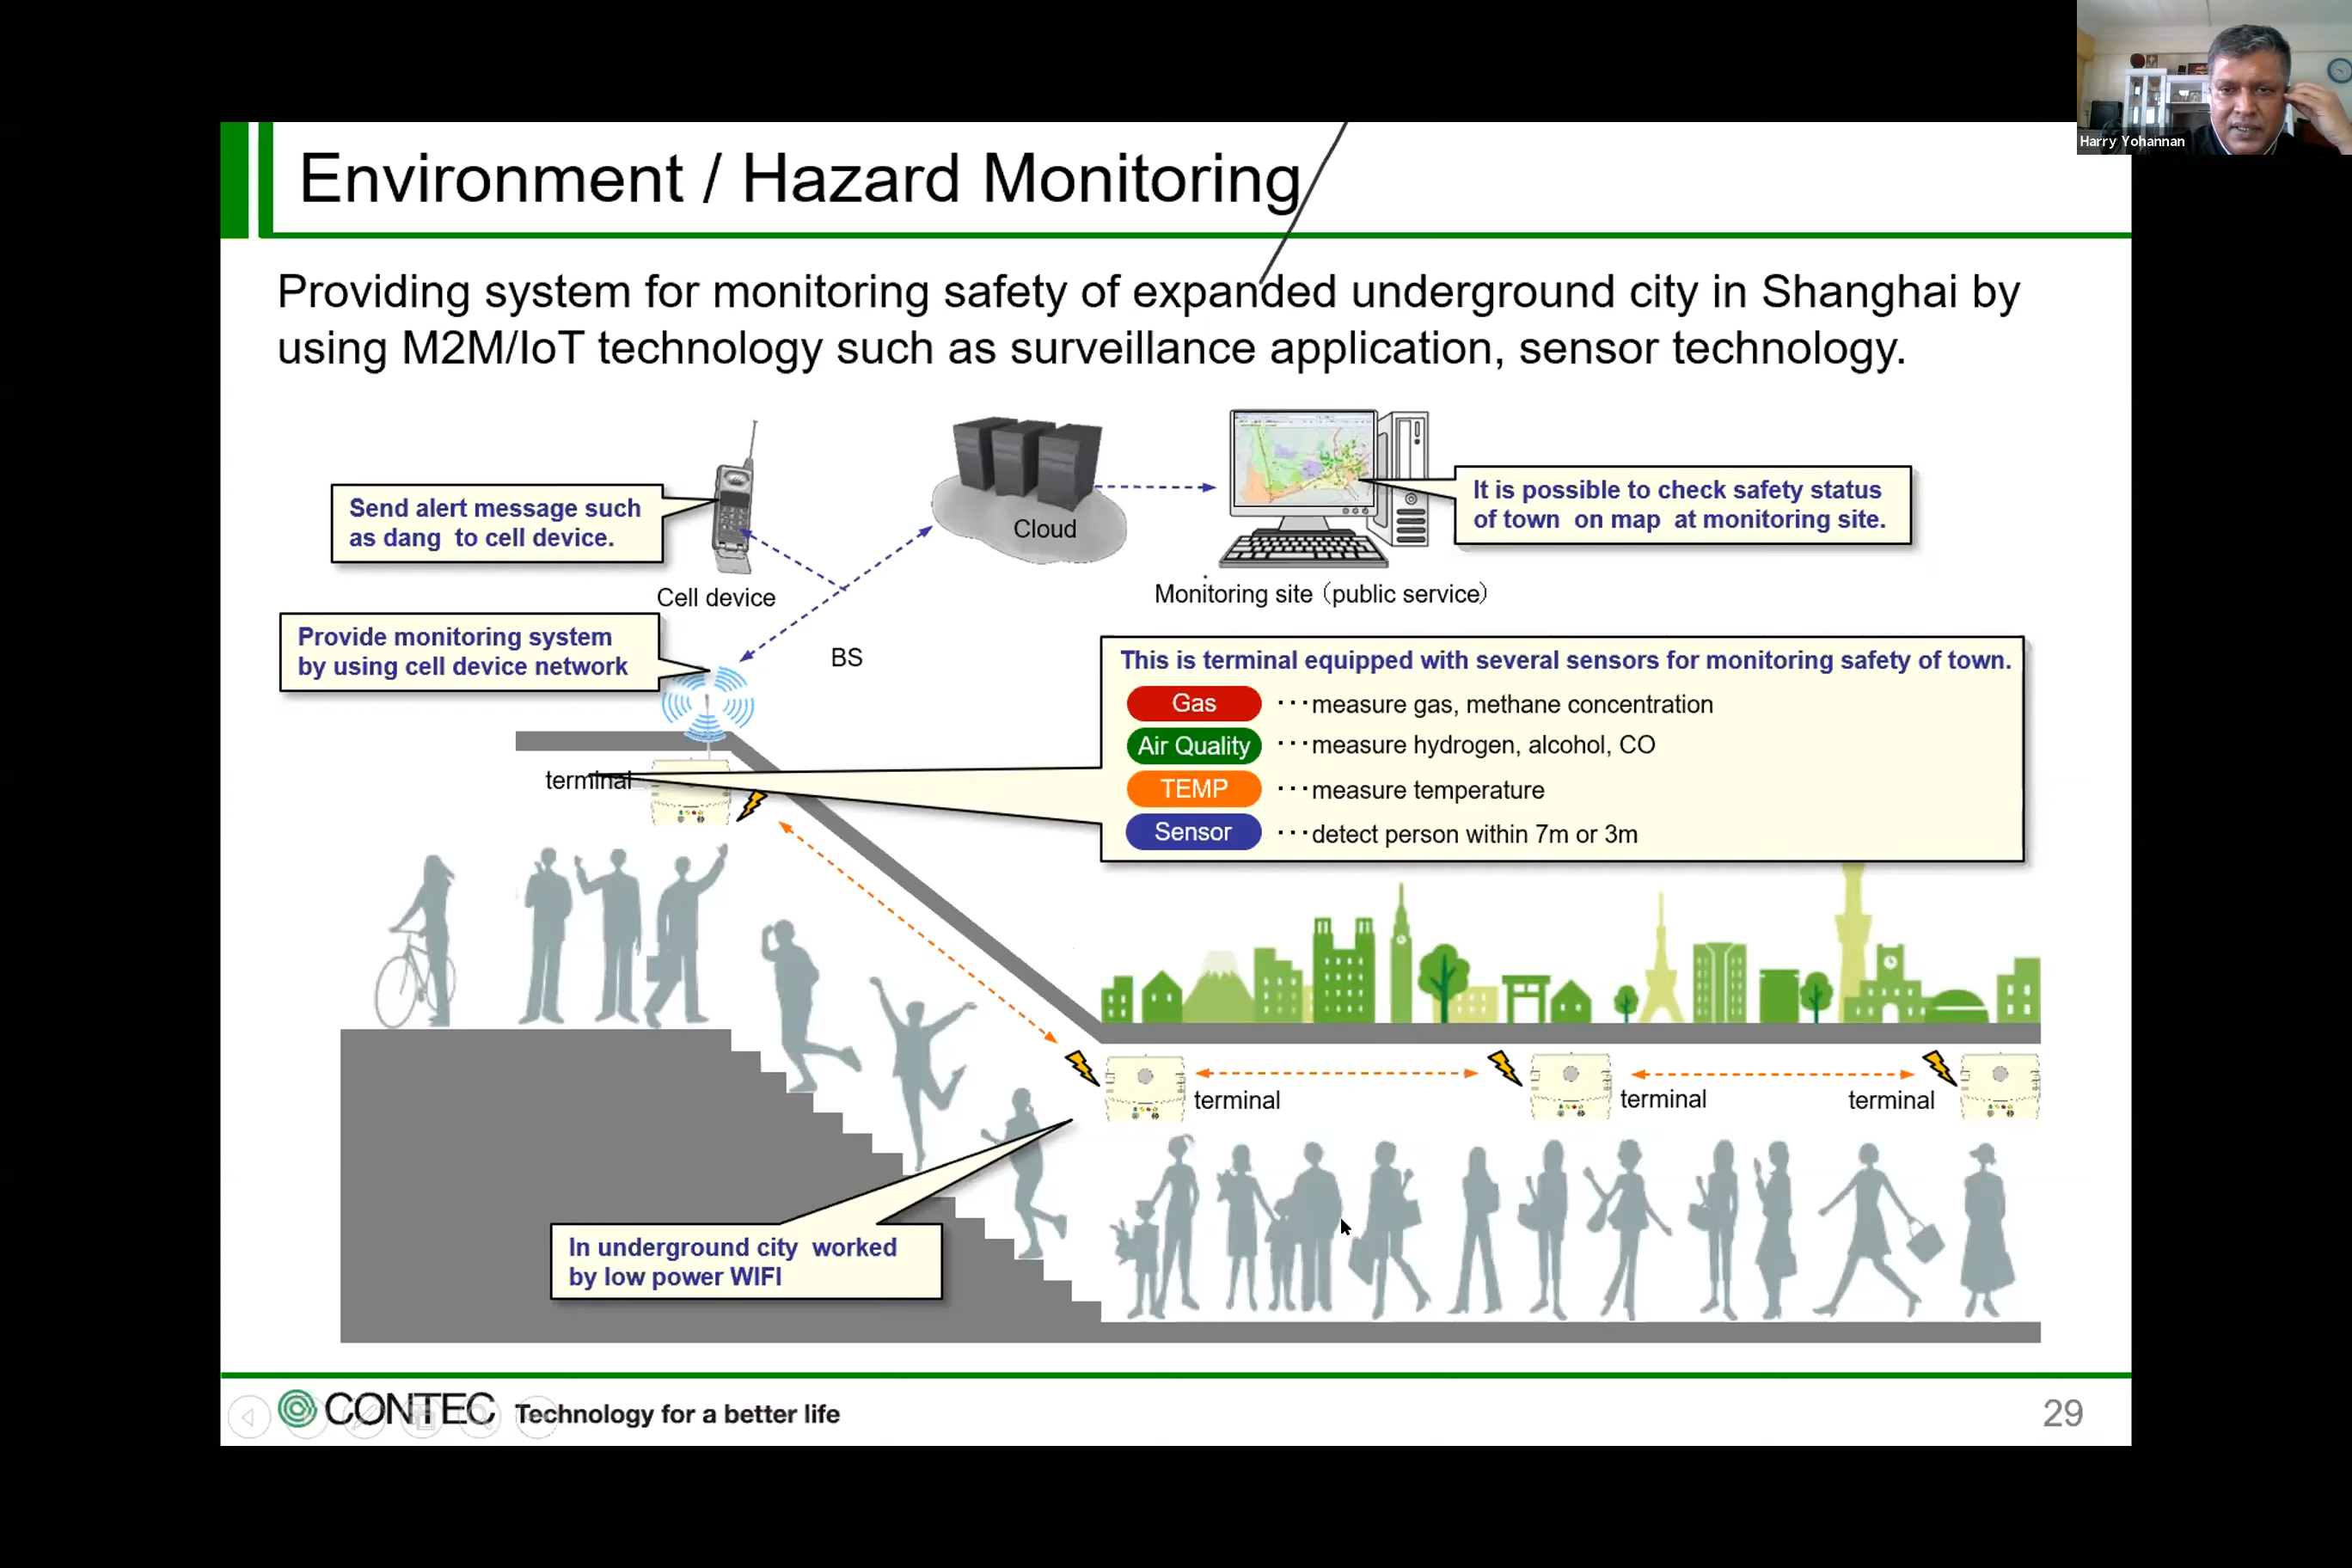 Harry Yohannan
Environment / Hazard Monitoring
Providing system for monitoring safety of expanded underground city in Shanghai by
using M2M/IoT technology such as surveillance application, sensor technology.
Send alert message such
as dang  to cell device.
Cloud
It is possible to check safety status
of town  on map  at monitoring site.
Cell device
Monitoring site（public service）
Provide monitoring system
by using cell device network
BS
This is terminal equipped with several sensors for monitoring safety of town.
Gas ･･･measure gas, methane concentration
Air Quality ･･･measure hydrogen, alcohol, CO
TEMP ･･･measure temperature
Sensor ･･･detect person within 7m or 3m
terminal
terminal
terminal
terminal
In underground city  worked
by low power WIFI
CONTEC Technology for a better life
29